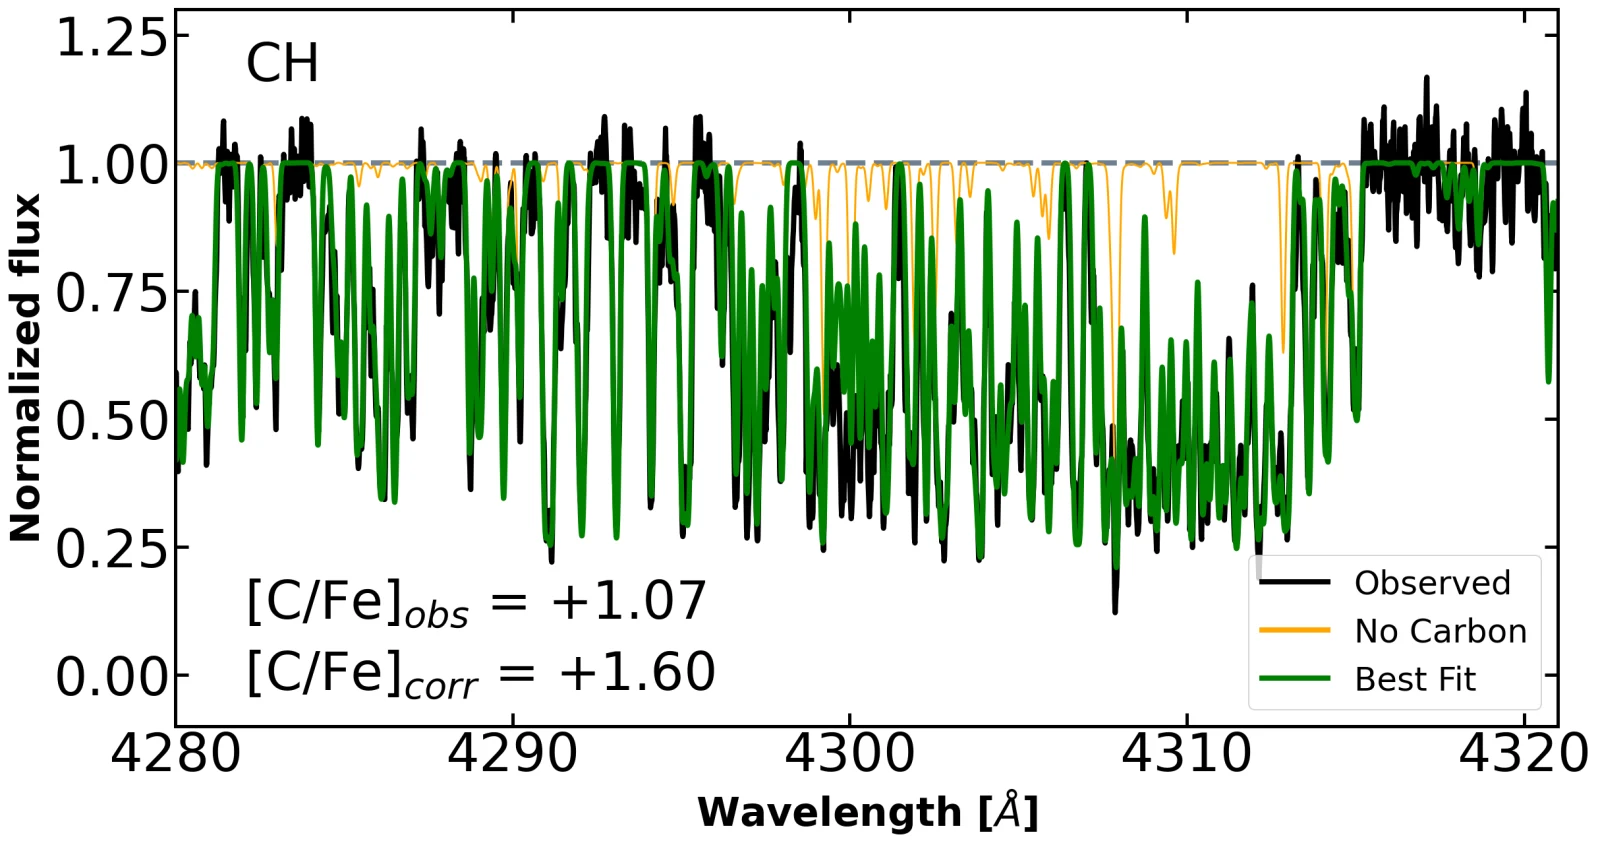 CH
1.25
1.00
0.75
0.50
0.25
0.00
Normalized flux
[C/Fe]obs = +1.07
[C/Fe]corr = +1.60
Observed
No Carbon
Best Fit
4280 4290 4300 4310 4320
Wavelength [Å]